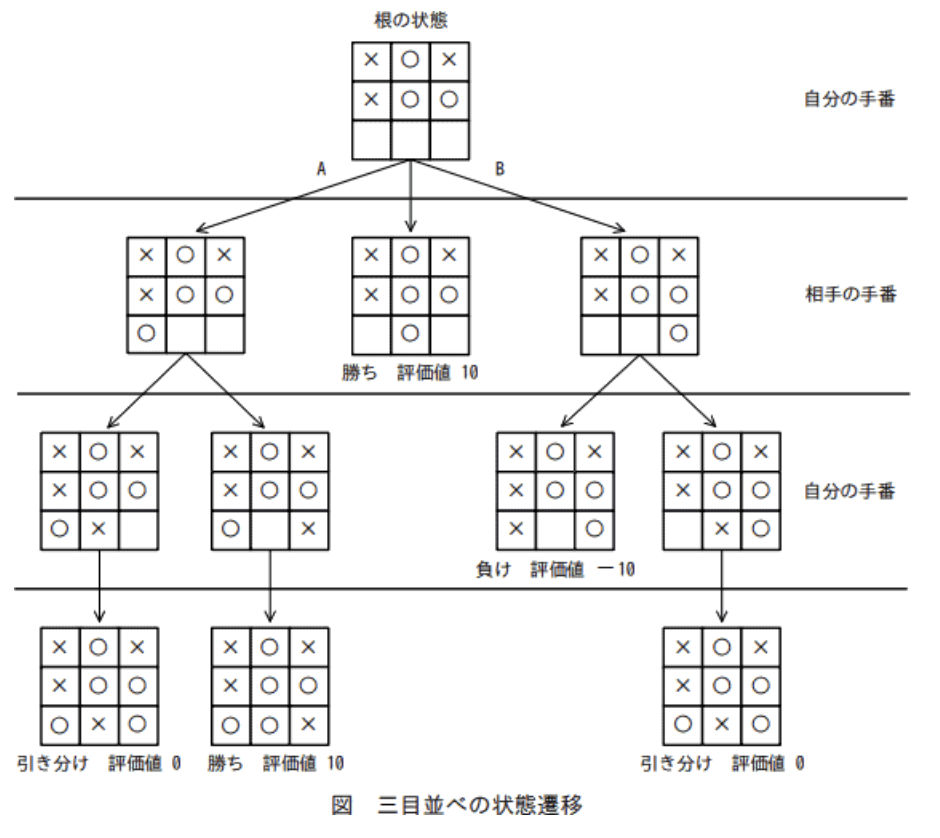 根の状態
× ○ ×
× ○ ○
自分の手番
A B
× ○ × × ○ × × ○ ×
× ○ ○ × ○ ○ × ○ ○
相手の手番
○ ○ ○
勝ち 評価値 10
× ○ × × ○ × × ○ × × ○ ×
× ○ ○ × ○ ○ × ○ ○ × ○ ○
自分の手番
○ × ○ × × ○ × ○
負け 評価値 −10
× ○ × × ○ × × ○ ×
× ○ ○ × ○ ○ × ○ ○
○ × ○ ○ ○ × ○ × ○
引き分け 評価値 0 勝ち 評価値 10 引き分け 評価値 0
図 三目並べの状態遷移